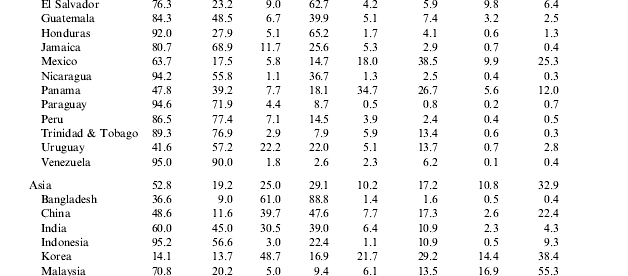 El Salvador 76.3 23.2 9.0 62.7 4.2 5.9 9.8 6.4
Guatemala 84.3 48.5 6.7 39.9 5.1 7.4 3.2 2.5
Honduras 92.0 27.9 5.1 65.2 1.7 4.1 0.6 1.3
Jamaica 80.7 68.9 11.7 25.6 5.3 2.9 0.7 0.4
Mexico 63.7 17.5 5.8 14.7 18.0 38.5 9.9 25.3
Nicaragua 94.2 55.8 1.1 36.7 1.3 2.5 0.4 0.3
Panama 47.8 39.2 7.7 18.1 34.7 26.7 5.6 12.0
Paraguay 94.6 71.9 4.4 8.7 0.5 0.8 0.2 0.7
Peru 86.5 77.4 7.1 14.5 3.9 2.4 0.4 0.5
Trinidad & Tobago 89.3 76.9 2.9 7.9 5.9 13.4 0.6 0.3
Uruguay 41.6 57.2 22.2 22.0 5.1 13.7 0.7 2.8
Venezuela 95.0 90.0 1.8 2.6 2.3 6.2 0.1 0.4
Asia 52.8 19.2 25.0 29.1 10.2 17.2 10.8 32.9
Bangladesh 36.6 9.0 61.0 88.8 1.4 1.6 0.5 0.4
China 48.6 11.6 39.7 47.6 7.7 17.3 2.6 22.4
India 60.0 45.0 30.5 39.0 6.4 10.9 2.3 4.3
Indonesia 95.2 56.6 3.0 22.4 1.1 10.9 0.5 9.3
Korea 14.1 13.7 48.7 16.9 21.7 29.2 14.4 38.4
Malaysia 70.8 20.2 5.0 9.4 6.1 13.5 16.9 55.3